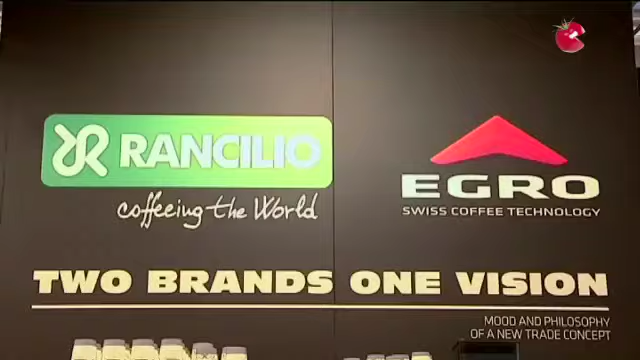 RANCILIO
coffeeing the World
EGRO
SWISS COFFEE TECHNOLOGY
TWO BRANDS ONE VISION
MOOD AND PHILOSOPHY
OF A NEW TRADE CONCEPT